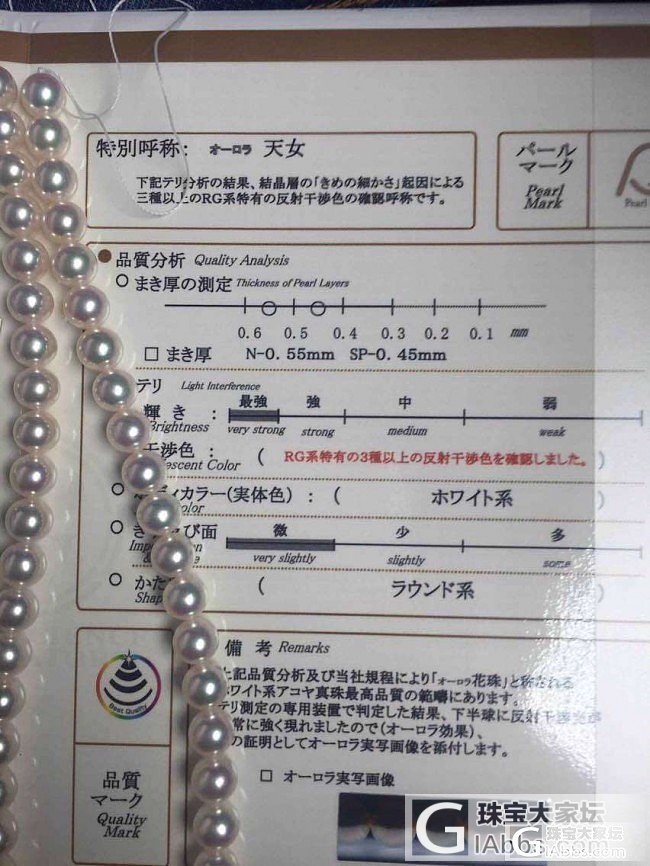 特別呼称: オーロラ 天女
下記テリ分析の結果、結晶層の「きめの細かさ」起因による
三種以上のRG系特有の反射干渉色の確認呼称です。
パール
マーク
Pearl
Mark
Pearl
品質分析 Quality Analysis
まき厚の測定 Thickness of Pearl Layers
0.6 0.5 0.4 0.3 0.2 0.1 mm
□ まき厚 N-0.55mm SP-0.45mm
テリ Light Interference
最強 強 中 弱
輝き :
Brightness very strong strong medium weak
干渉色 :
( RG系特有の3種以上の反射干渉色を確認しました。 )
ディカラー(実体色) : ( ホワイト系 )
微 少 多
very slightly slightly some
( ラウンド系 )
備考 Remarks
上記品質分析及び当社規程により「オーロラ花珠」と称される
ホワイト系アコヤ真珠最高品質の範疇にあります。
テリ測定の専用装置で判定した結果、下半球に反射干渉
常に強く現れましたので(オーロラ効果)、
の証明としてオーロラ実写画像を添付します。
□ オーロラ実写画像
Best Quality
品質
マーク
Quality
Mark
珠宝大家坛
GIAbbs.com
珠宝大家坛